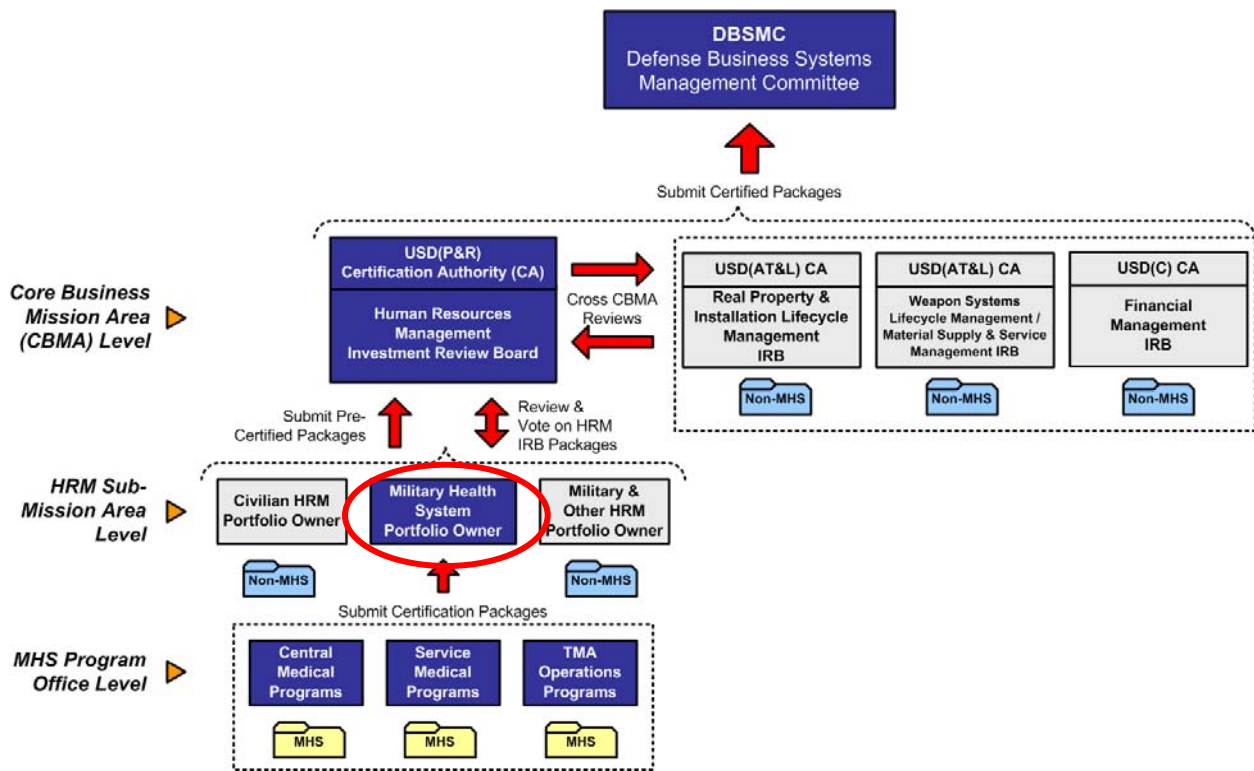 DBSMC
Defense Business Systems
Management Committee
Submit Certified Packages
Core Business
Mission Area
(CBMA) Level
USD(P&R)
Certification Authority (CA)
Human Resources
Management
Investment Review Board
Cross CBMA
Reviews
USD(AT&L) CA
Real Property &
Installation Lifecycle
Management
IRB
Non-MHS
USD(AT&L) CA
Weapon Systems
Lifecycle Management /
Material Supply & Service
Management IRB
Non-MHS
USD(C) CA
Financial
Management
IRB
Non-MHS
Submit Pre-
Certified Packages
Review &
Vote on HRM
IRB Packages
HRM Sub-
Mission Area
Level
Civilian HRM
Portfolio Owner
Non-MHS
Military Health
System
Portfolio Owner
Military &
Other HRM
Portfolio Owner
Non-MHS
Submit Certification Packages
MHS Program
Office Level
Central
Medical
Programs
MHS
Service
Medical
Programs
MHS
TMA
Operations
Programs
MHS